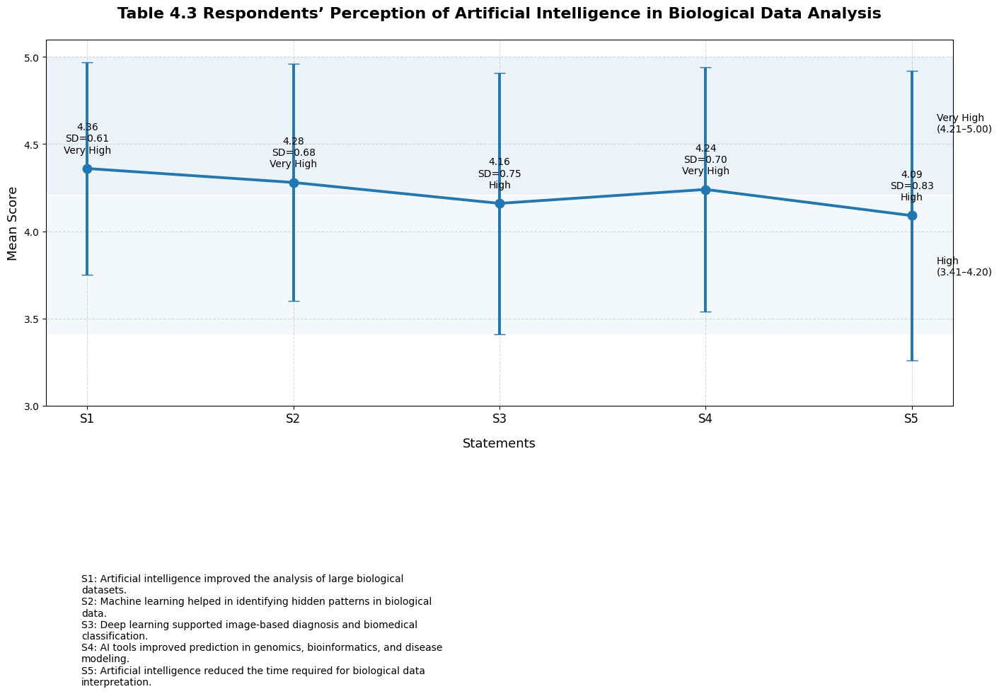 Table 4.3 Respondents’ Perception of Artificial Intelligence in Biological Data Analysis
Mean Score
5.0
4.5
4.0
3.5
3.0
4.36
SD=0.61
Very High
4.28
SD=0.68
Very High
4.16
SD=0.75
High
4.24
SD=0.70
Very High
4.09
SD=0.83
High
Very High
(4.21–5.00)
High
(3.41–4.20)
S1
S2
S3
S4
S5
Statements
S1: Artificial intelligence improved the analysis of large biological
datasets.
S2: Machine learning helped in identifying hidden patterns in biological
data.
S3: Deep learning supported image-based diagnosis and biomedical
classification.
S4: AI tools improved prediction in genomics, bioinformatics, and disease
modeling.
S5: Artificial intelligence reduced the time required for biological data
interpretation.